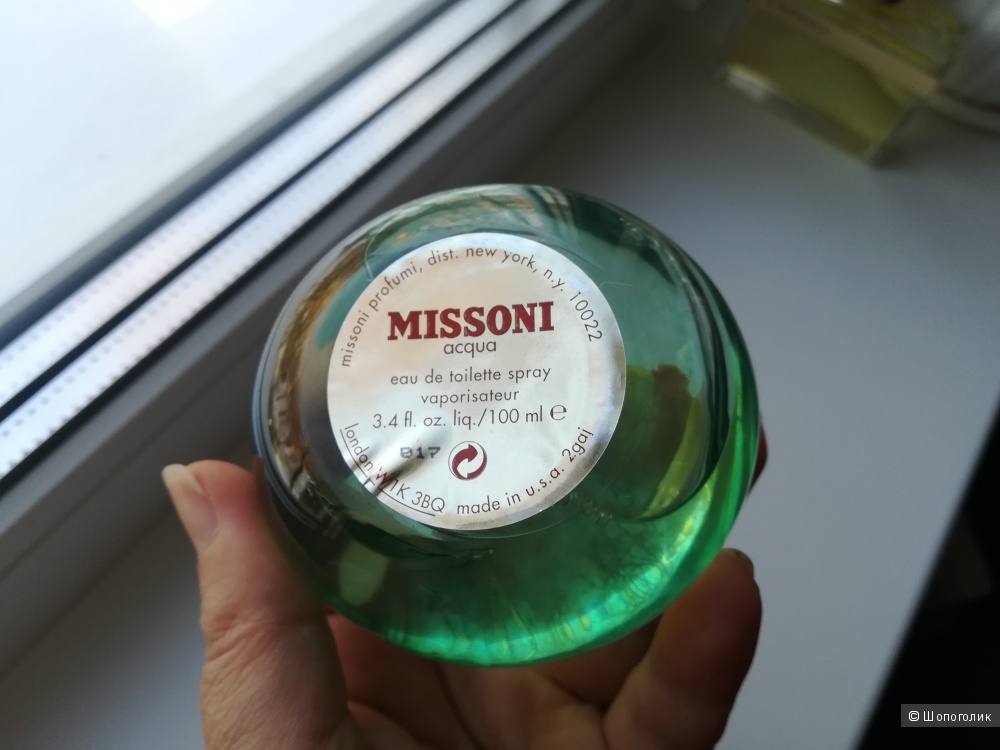 missoni profumi, dist. new york, n.y. 10022
MISSONI
acqua
eau de toilette spray
vaporisateur
3.4 fl. oz. liq./100 ml ℮
B17
london W1K 3BQ made in u.s.a. 2gaj
© Шопоголик